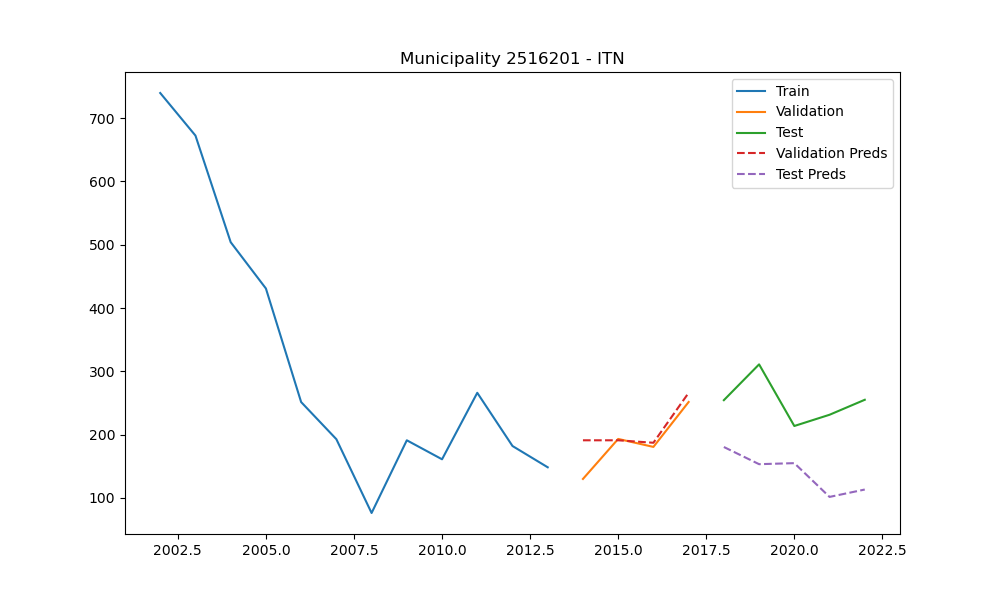 Municipality 2516201 - ITN
Train
Validation
Test
Validation Preds
Test Preds
700
600
500
400
300
200
100
2002.5 2005.0 2007.5 2010.0 2012.5 2015.0 2017.5 2020.0 2022.5